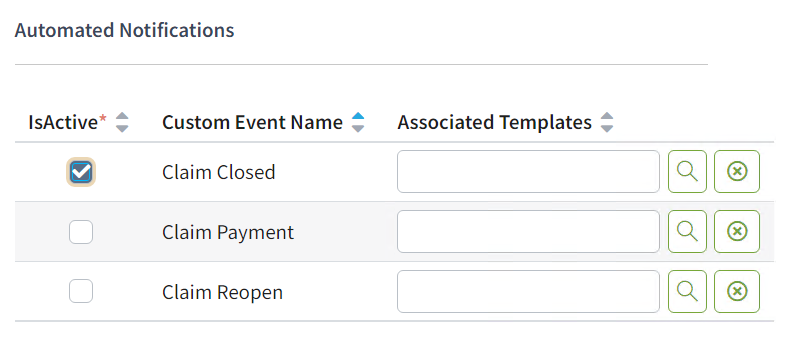 Automated Notifications
IsActive* Custom Event Name Associated Templates
Claim Closed
Claim Payment
Claim Reopen